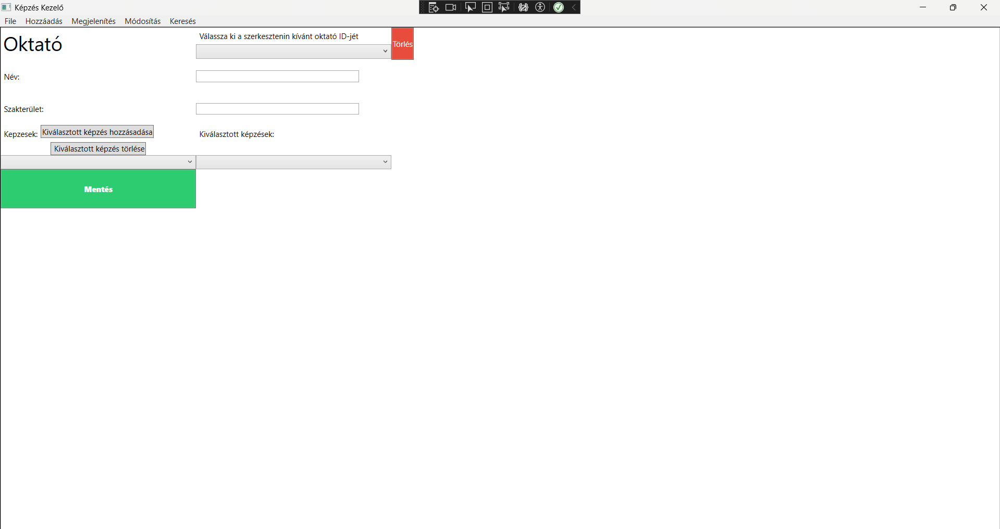 Képzés Kezelő
File Hozzáadás Megjelenítés Módosítás Keresés
Oktató
Válassza ki a szerkesztenin kívánt oktató ID-jét
Törlés
Név:
Szakterület:
Kepzesek: Kiválasztott képzés hozzásadása
Kiválasztott képzések:
Kiválasztott képzés törlése
Mentés